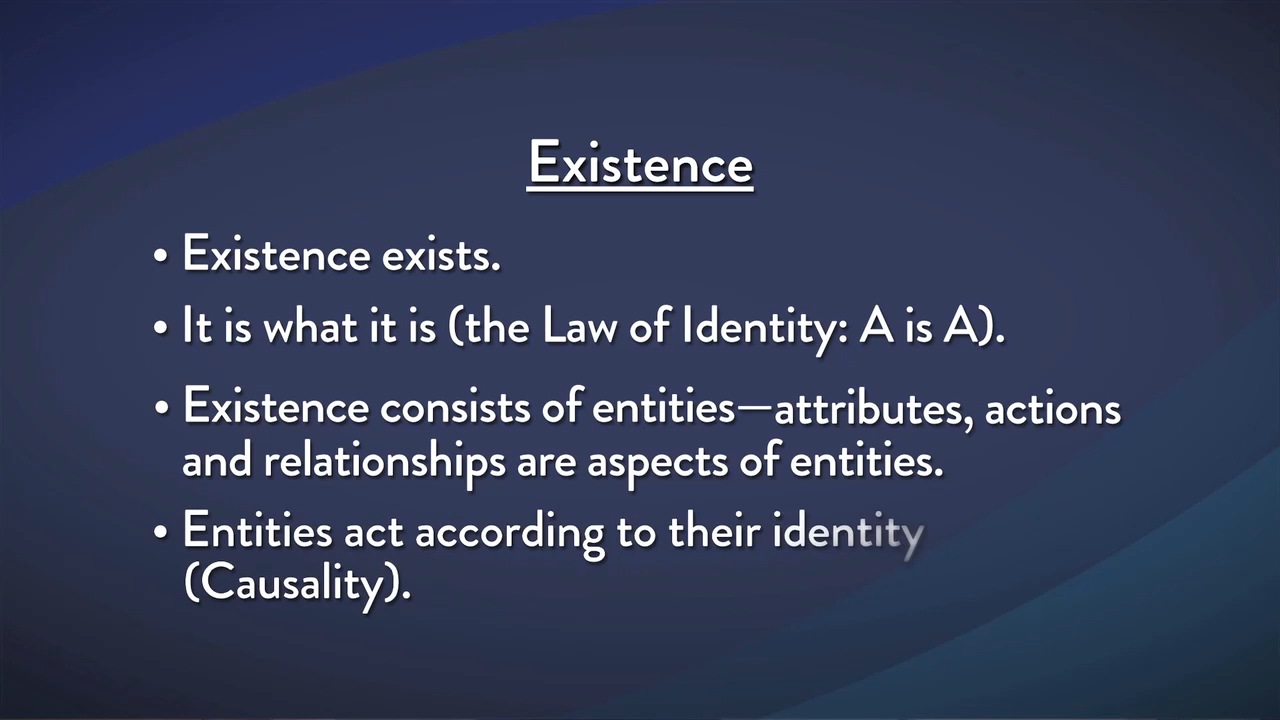 Existence
• Existence exists.
• It is what it is (the Law of Identity: A is A).
• Existence consists of entities—attributes, actions
and relationships are aspects of entities.
• Entities act according to their identity
(Causality).